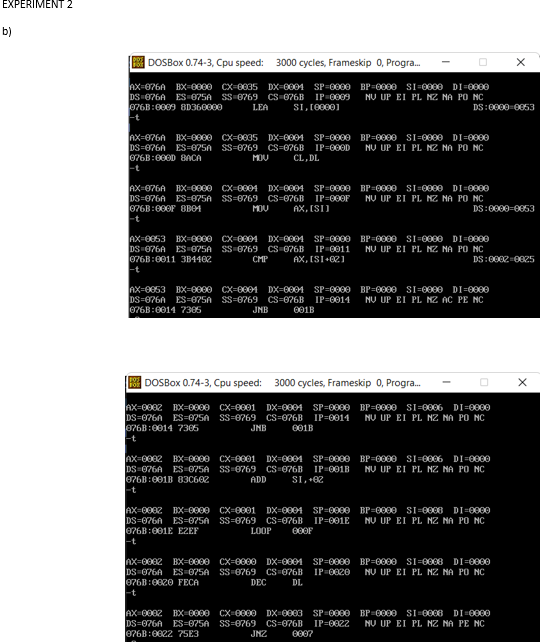 EXPERIMENT 2
b)
DOSBox 0.74-3, Cpu speed: 3000 cycles, Frameskip 0, Progra...
AX=076A BX=0000 CX=0035 DX=0004 SP=0000 BP=0000 SI=0000 DI=0000
DS=076A ES=075A SS=0769 CS=076B IP=0009 NV UP EI PL NZ NA PO NC
076B:0009 8D360000 LEA SI,[0000] DS:0000=0053
-t
AX=076A BX=0000 CX=0035 DX=0004 SP=0000 BP=0000 SI=0000 DI=0000
DS=076A ES=075A SS=0769 CS=076B IP=000D NV UP EI PL NZ NA PO NC
076B:000D 8ACA MOV CL,DL
-t
AX=076A BX=0000 CX=0004 DX=0004 SP=0000 BP=0000 SI=0000 DI=0000
DS=076A ES=075A SS=0769 CS=076B IP=000F NV UP EI PL NZ NA PO NC
076B:000F 8B04 MOV AX,[SI] DS:0000=0053
-t
AX=0053 BX=0000 CX=0004 DX=0004 SP=0000 BP=0000 SI=0000 DI=0000
DS=076A ES=075A SS=0769 CS=076B IP=0011 NV UP EI PL NZ NA PO NC
076B:0011 3B4402 CMP AX,[SI+02] DS:0002=0025
-t
AX=0053 BX=0000 CX=0004 DX=0004 SP=0000 BP=0000 SI=0000 DI=0000
DS=076A ES=075A SS=0769 CS=076B IP=0014 NV UP EI PL NZ AC PE NC
076B:0014 7305 JNB 001B
DOSBox 0.74-3, Cpu speed: 3000 cycles, Frameskip 0, Progra...
AX=0002 BX=0000 CX=0001 DX=0004 SP=0000 BP=0000 SI=0006 DI=0000
DS=076A ES=075A SS=0769 CS=076B IP=0014 NV UP EI PL NZ NA PO NC
076B:0014 7305 JNB 001B
-t
AX=0002 BX=0000 CX=0001 DX=0004 SP=0000 BP=0000 SI=0006 DI=0000
DS=076A ES=075A SS=0769 CS=076B IP=001B NV UP EI PL NZ NA PO NC
076B:001B 83C602 ADD SI,+02
-t
AX=0002 BX=0000 CX=0001 DX=0004 SP=0000 BP=0000 SI=0008 DI=0000
DS=076A ES=075A SS=0769 CS=076B IP=001E NV UP EI PL NZ NA PO NC
076B:001E E2EF LOOP 000F
-t
AX=0002 BX=0000 CX=0000 DX=0004 SP=0000 BP=0000 SI=0008 DI=0000
DS=076A ES=075A SS=0769 CS=076B IP=0020 NV UP EI PL NZ NA PO NC
076B:0020 FECA DEC DL
-t
AX=0002 BX=0000 CX=0000 DX=0003 SP=0000 BP=0000 SI=0008 DI=0000
DS=076A ES=075A SS=0769 CS=076B IP=0022 NV UP EI PL NZ NA PE NC
076B:0022 75E3 JNZ 0007